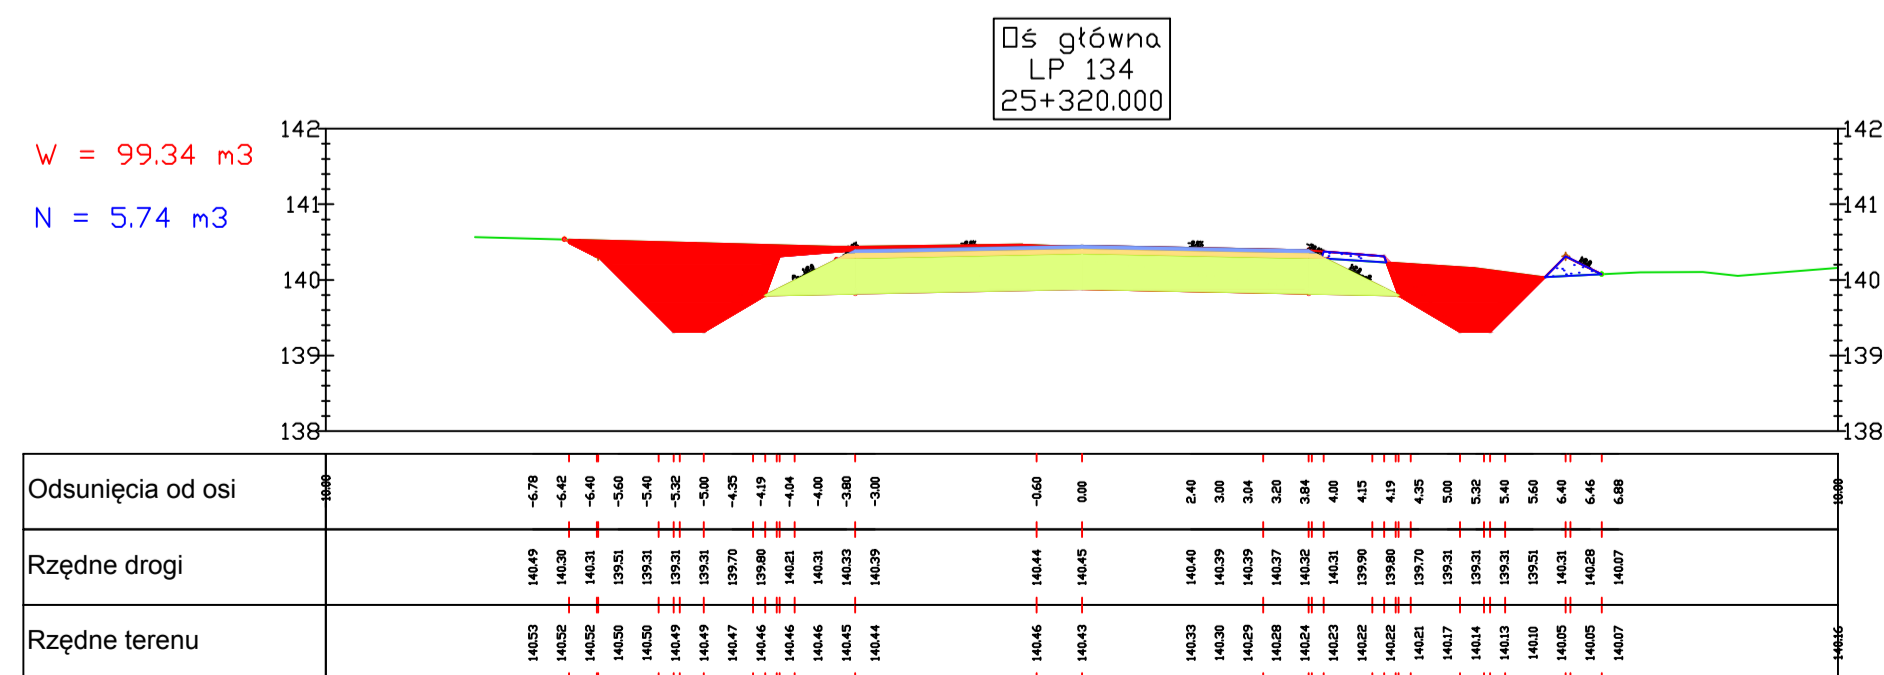 ▯ś główna
LP 134
25+320.000
W = 99.34 m3
N = 5.74 m3
142 142
141 141
140 140
139 139
138 138
Odsunięcia od osi 10.00 -6.78 -6.42 -6.40 -5.60 -5.40 -5.32 -5.00 -4.35 -4.19 -4.04 -4.00 -3.80 -3.00 -0.60 0.00 2.40 3.00 3.04 3.20 3.84 4.00 4.15 4.19 4.35 5.00 5.32 5.40 5.60 6.40 6.46 6.88 10.00
Rzędne drogi 140.49 140.30 140.31 139.51 139.31 139.31 139.31 139.70 139.80 140.21 140.31 140.33 140.39 140.44 140.45 140.40 140.39 140.39 140.37 140.32 140.31 139.90 139.80 139.70 139.31 139.31 139.31 139.51 140.31 140.28 140.07
Rzędne terenu 140.53 140.52 140.52 140.50 140.50 140.49 140.49 140.47 140.46 140.46 140.46 140.45 140.44 140.46 140.43 140.33 140.30 140.29 140.28 140.24 140.23 140.22 140.22 140.21 140.17 140.14 140.13 140.10 140.05 140.05 140.07 140.16